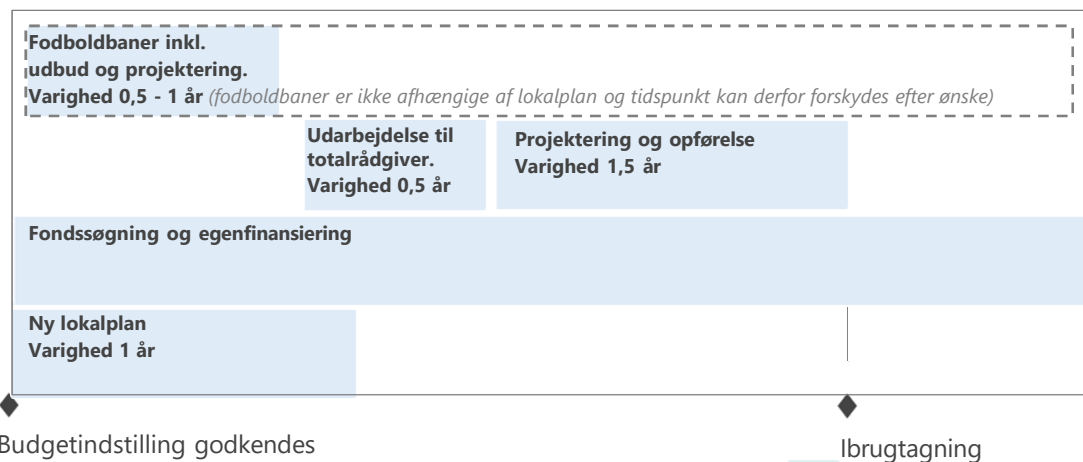 Fodboldbaner inkl.
udbud og projektering.
Varighed 0,5 - 1 år (fodboldbaner er ikke afhængige af lokalplan og tidspunkt kan derfor forskydes efter ønske)
Udarbejdelse til
totalrådgiver.
Varighed 0,5 år
Projektering og opførelse
Varighed 1,5 år
Fondssøgning og egenfinansiering
Ny lokalplan
Varighed 1 år
Budgetindstilling godkendes
Ibrugtagning